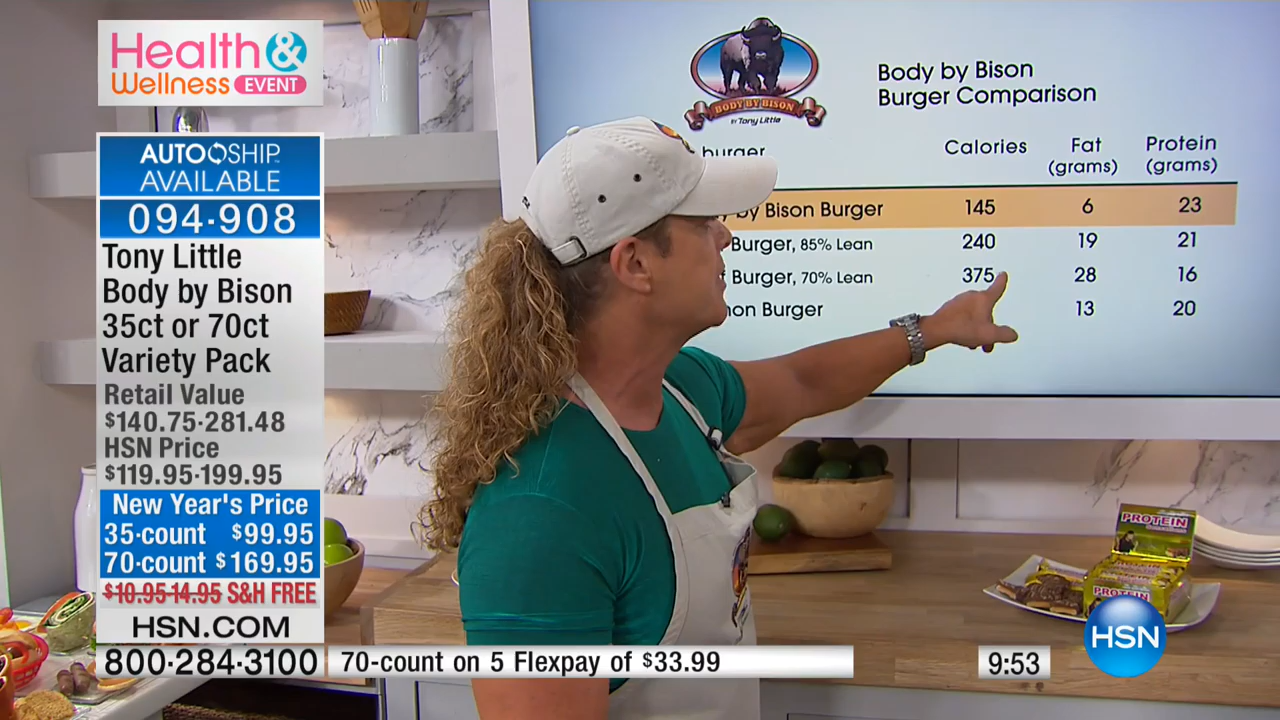 Health &
Wellness EVENT
AUTOSHIP™
AVAILABLE
094-908
Tony Little
Body by Bison
35ct or 70ct
Variety Pack
Retail Value
$140.75-281.48
HSN Price
$119.95-199.95
New Year's Price
35-count $99.95
70-count $169.95
$10.95-14.95 S&H FREE
HSN.COM
800-284-3100
70-count on 5 Flexpay of $33.99
9:53
HSN
BODY BY BISON
BY Tony Little
Body by Bison
Burger Comparison
burger Calories Fat (grams) Protein (grams)
by Bison Burger 145 6 23
Burger, 85% Lean 240 19 21
Burger, 70% Lean 375 28 16
Burger 13 20
PROTEIN
PROTEIN